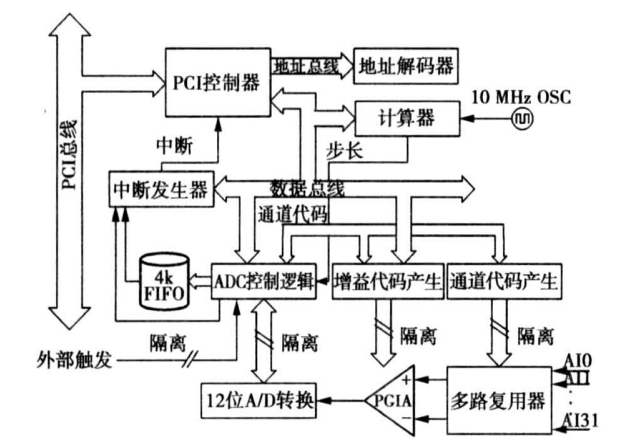 PCI总线
PCI控制器
地址总线
地址解码器
10 MHz OSC
计算器
中断
步长
中断发生器
数据总线
通道代码
4k
FIFO
ADC控制逻辑
增益代码产生
通道代码产生
外部触发
隔离
隔离
隔离
隔离
12位A/D转换
+
PGIA
−
多路复用器
AI0
AI1
⋮
AI31